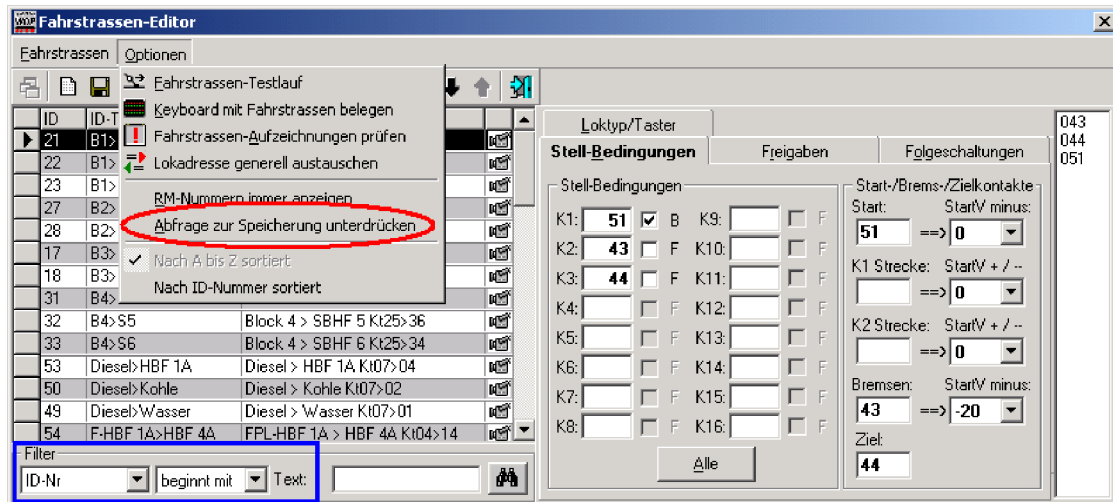 Fahrstrassen-Editor
Fahrstrassen Optionen
Fahrstrassen-Testlauf
Keyboard mit Fahrstrassen belegen
Fahrstrassen-Aufzeichnungen prüfen
Lokadresse generell austauschen
RM-Nummern immer anzeigen
Abfrage zur Speicherung unterdrücken
Nach A bis Z sortiert
Nach ID-Nummer sortiert
ID ID-T
21 B1>
22 B1>
23 B1>
27 B2>
28 B2>
17 B3>
18 B3>
31 B4>
32 B4>S5 Block 4 > SBHF 5 Kt25>36
33 B4>S6 Block 4 > SBHF 6 Kt25>34
53 Diesel>HBF 1A Diesel > HBF 1A Kt07>04
50 Diesel>Kohle Diesel > Kohle Kt07>02
49 Diesel>Wasser Diesel > Wasser Kt07>01
54 F-HBF 1A>HBF 4A FPL-HBF 1A > HBF 4A Kt04>14
Filter
ID-Nr beginnt mit Text:
Loktyp/Taster
Stell-Bedingungen Freigaben Folgeschaltungen
Stell-Bedingungen
K1: 51 B K9: F
K2: 43 F K10: F
K3: 44 F K11: F
K4: F K12: F
K5: F K13: F
K6: F K14: F
K7: F K15: F
K8: F K16: F
Alle
Start-/Brems-/Zielkontakte
Start: StartV minus:
51 ==> 0
K1 Strecke: StartV + / --
==> 0
K2 Strecke: StartV + / --
==> 0
Bremsen: StartV minus:
43 ==> -20
Ziel:
44
043
044
051